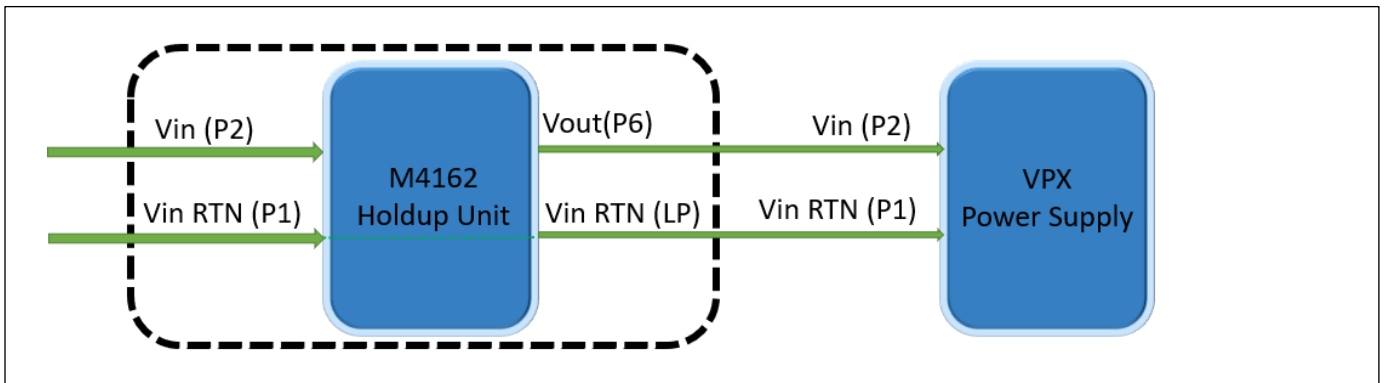 Vin (P2)
Vout(P6)
Vin (P2)
M4162
Holdup Unit
VPX
Power Supply
Vin RTN (P1)
Vin RTN (LP)
Vin RTN (P1)